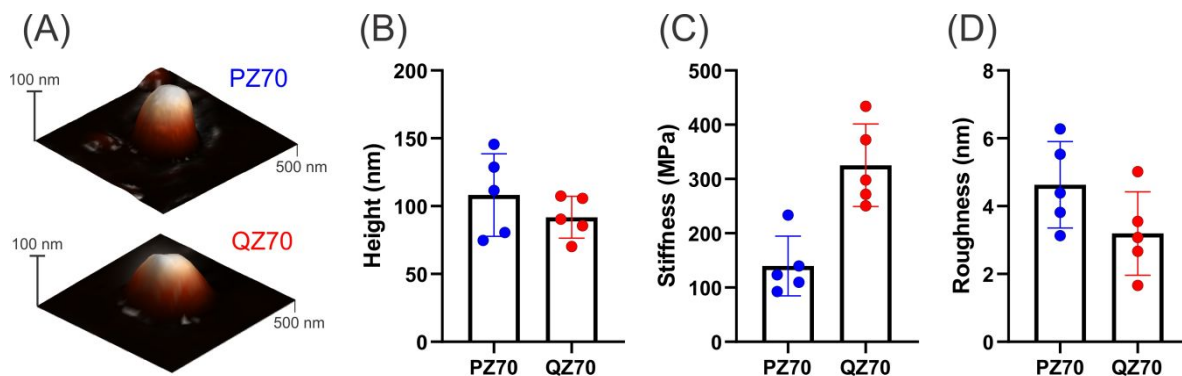 (A)
100 nm
PZ70
500 nm
100 nm
QZ70
500 nm
(B)
Height (nm)
200
150
100
50
0
PZ70 QZ70
(C)
Stiffness (MPa)
500
400
300
200
100
0
PZ70 QZ70
(D)
Roughness (nm)
8
6
4
2
0
PZ70 QZ70